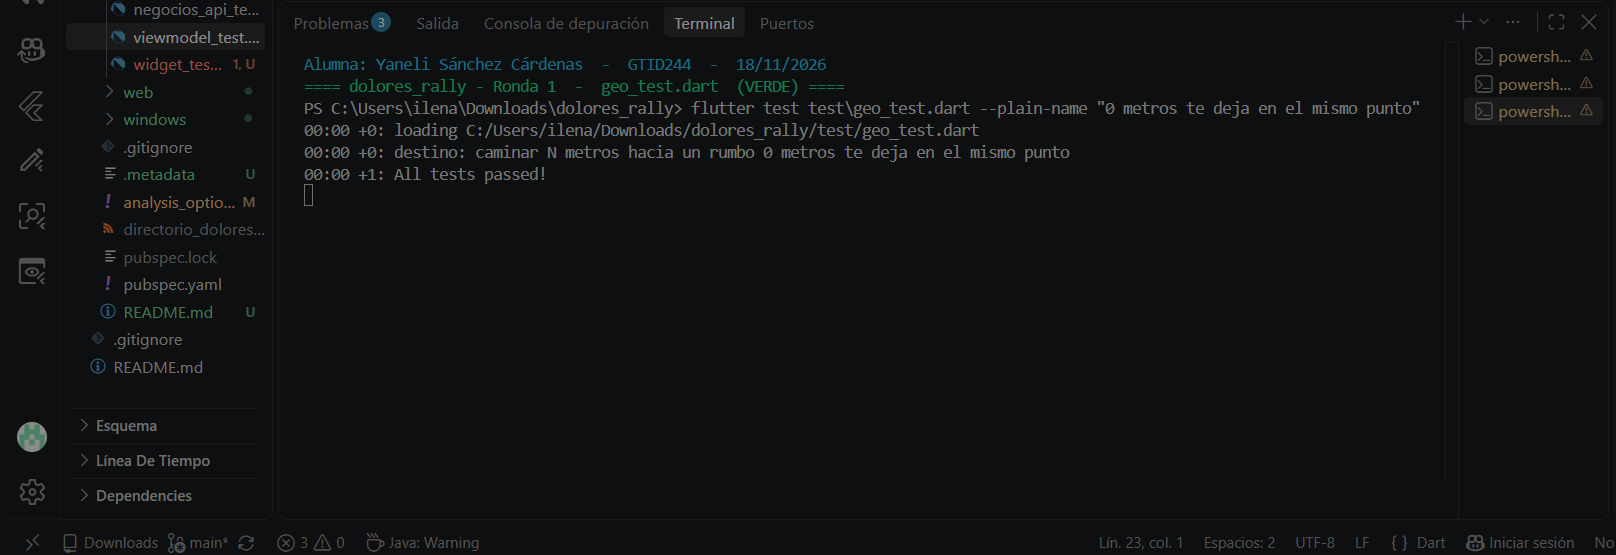 negocios_api_te...
viewmodel_test....
widget_tes... 1, U
web
windows
.gitignore
.metadata U
analysis_optio... M
directorio_dolores...
pubspec.lock
pubspec.yaml
README.md U
.gitignore
README.md
Esquema
Línea De Tiempo
Dependencies
Problemas 3 Salida Consola de depuración Terminal Puertos
Alumna: Yaneli Sánchez Cárdenas - GTID244 - 18/11/2026
==== dolores_rally - Ronda 1 - geo_test.dart (VERDE) ====
PS C:\Users\ilena\Downloads\dolores_rally> flutter test test\geo_test.dart --plain-name "0 metros te deja en el mismo punto"
00:00 +0: loading C:/Users/ilena/Downloads/dolores_rally/test/geo_test.dart
00:00 +0: destino: caminar N metros hacia un rumbo 0 metros te deja en el mismo punto
00:00 +1: All tests passed!
powersh...
powersh...
powersh...
Downloads main* 3 0 Java: Warning Lín. 23, col. 1 Espacios: 2 UTF-8 LF { } Dart Iniciar sesión No